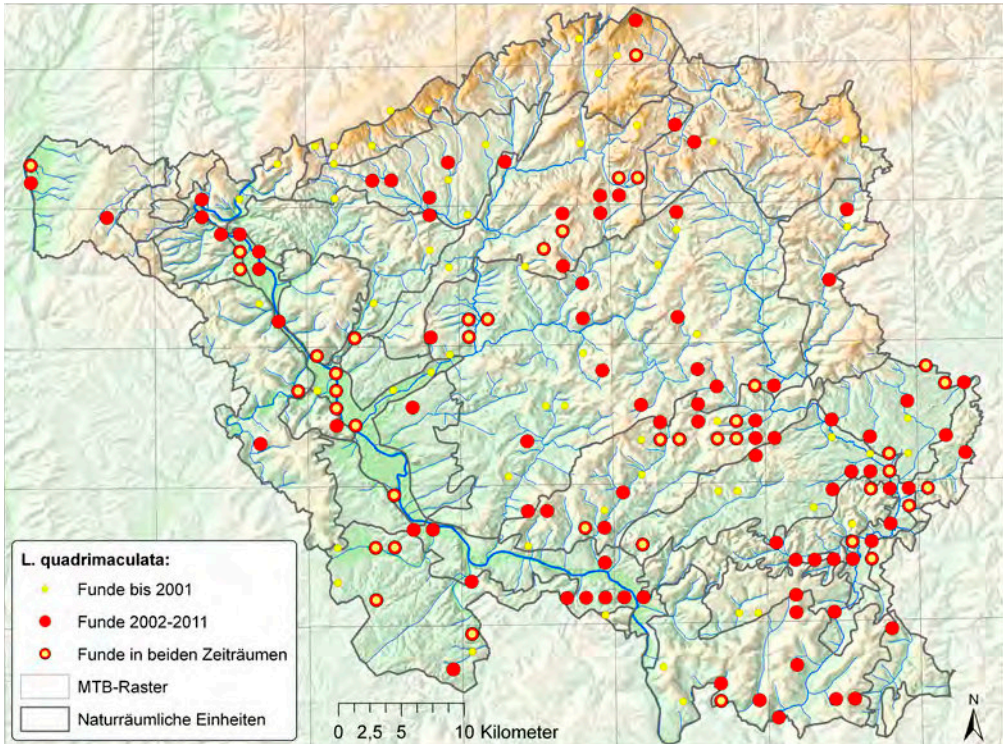 L. quadrimaculata:
Funde bis 2001
Funde 2002-2011
Funde in beiden Zeiträumen
MTB-Raster
Naturräumliche Einheiten
0 2,5 5 10 Kilometer
N